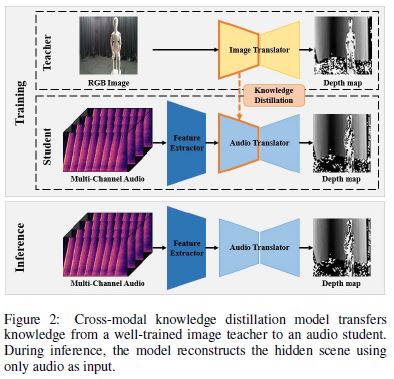 Training
Teacher
RGB Image
Image Translator
Depth map
Knowledge
Distillation
Student
Multi-Channel Audio
Feature
Extractor
Audio Translator
Depth map
Inference
Multi-Channel Audio
Feature
Extractor
Audio Translator
Depth map
Figure 2: Cross-modal knowledge distillation model transfers
knowledge from a well-trained image teacher to an audio student.
During inference, the model reconstructs the hidden scene using
only audio as input.